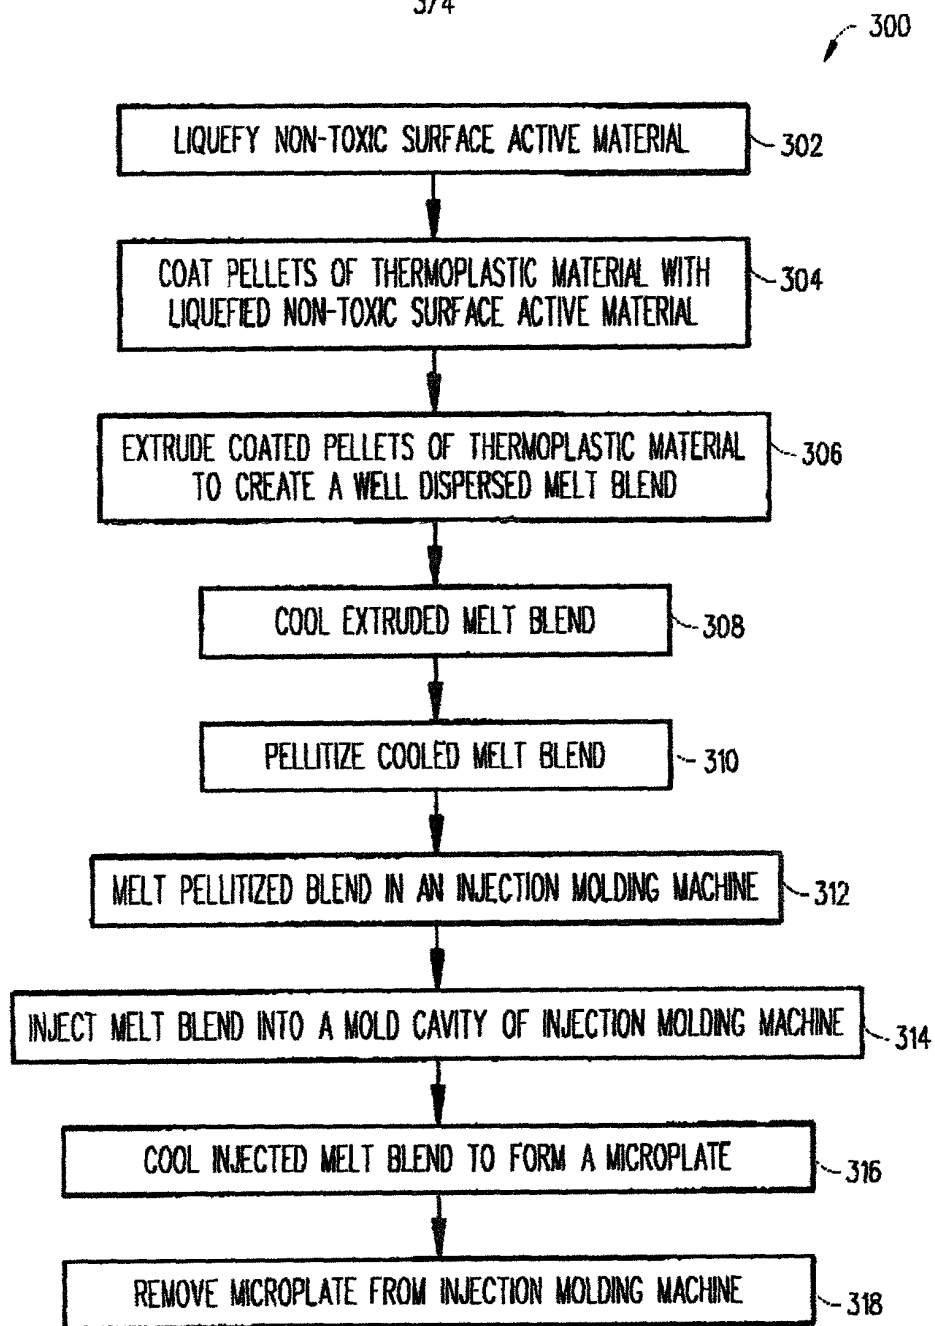 300
LIQUEFY NON-TOXIC SURFACE ACTIVE MATERIAL
302
COAT PELLETS OF THERMOPLASTIC MATERIAL WITH
LIQUEFIED NON-TOXIC SURFACE ACTIVE MATERIAL
304
EXTRUDE COATED PELLETS OF THERMOPLASTIC MATERIAL
TO CREATE A WELL DISPERSED MELT BLEND
306
COOL EXTRUDED MELT BLEND
308
PELLITIZE COOLED MELT BLEND
310
MELT PELLITIZED BLEND IN AN INJECTION MOLDING MACHINE
312
INJECT MELT BLEND INTO A MOLD CAVITY OF INJECTION MOLDING MACHINE
314
COOL INJECTED MELT BLEND TO FORM A MICROPLATE
316
REMOVE MICROPLATE FROM INJECTION MOLDING MACHINE
318